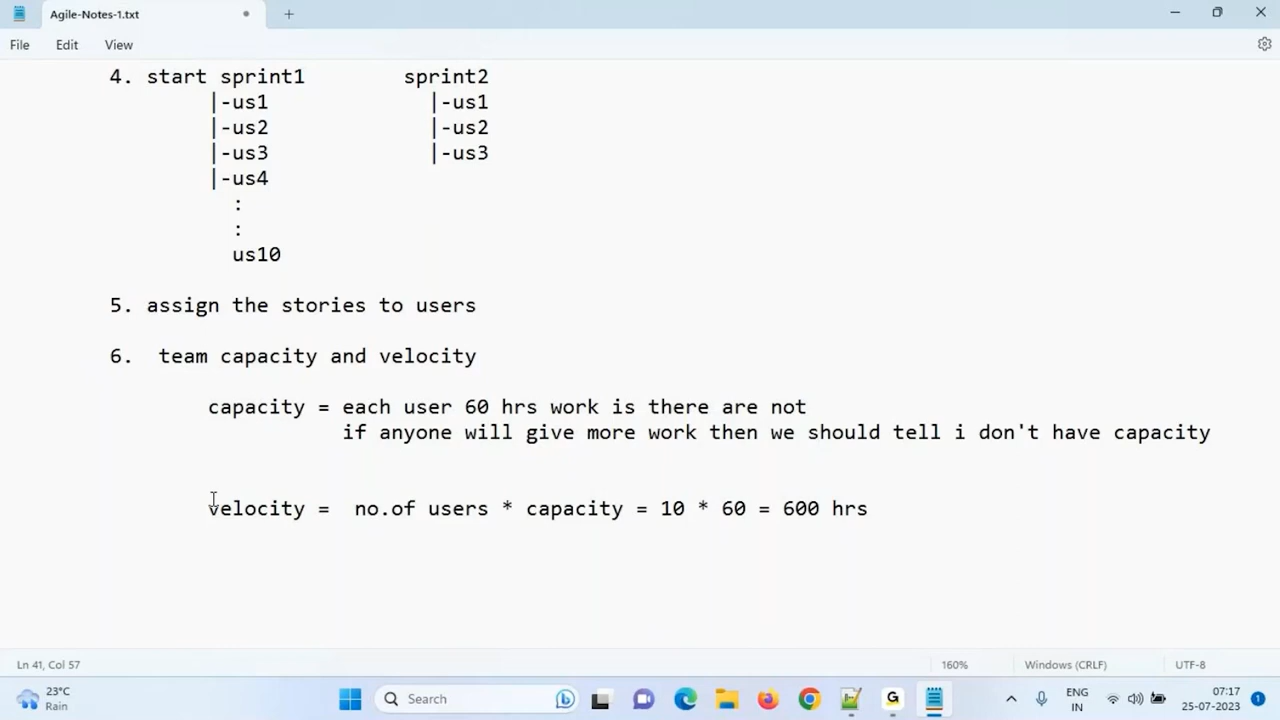 Agile-Notes-1.txt
File Edit View
4. start sprint1 sprint2
|-us1 |-us1
|-us2 |-us2
|-us3 |-us3
|-us4
:
:
us10
5. assign the stories to users
6. team capacity and velocity
capacity = each user 60 hrs work is there are not
if anyone will give more work then we should tell i don't have capacity
velocity = no.of users * capacity = 10 * 60 = 600 hrs
Ln 41, Col 57 160% Windows (CRLF) UTF-8
23°C
Rain
Search
ENG
IN
07:17
25-07-2023
1